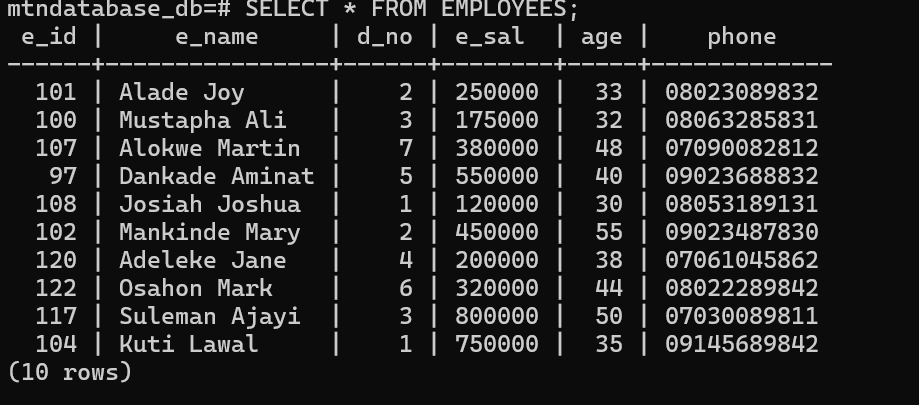 mtndatabase_db=# SELECT * FROM EMPLOYEES;
 e_id |     e_name     | d_no | e_sal  | age |    phone
------+----------------+------+--------+-----+-------------
  101 | Alade Joy      |    2 | 250000 |  33 | 08023089832
  100 | Mustapha Ali   |    3 | 175000 |  32 | 08063285831
  107 | Alokwe Martin  |    7 | 380000 |  48 | 07090082812
   97 | Dankade Aminat |    5 | 550000 |  40 | 09023688832
  108 | Josiah Joshua  |    1 | 120000 |  30 | 08053189131
  102 | Mankinde Mary  |    2 | 450000 |  55 | 09023487830
  120 | Adeleke Jane   |    4 | 200000 |  38 | 07061045862
  122 | Osahon Mark    |    6 | 320000 |  44 | 08022289842
  117 | Suleman Ajayi  |    3 | 800000 |  50 | 07030089811
  104 | Kuti Lawal     |    1 | 750000 |  35 | 09145689842
(10 rows)